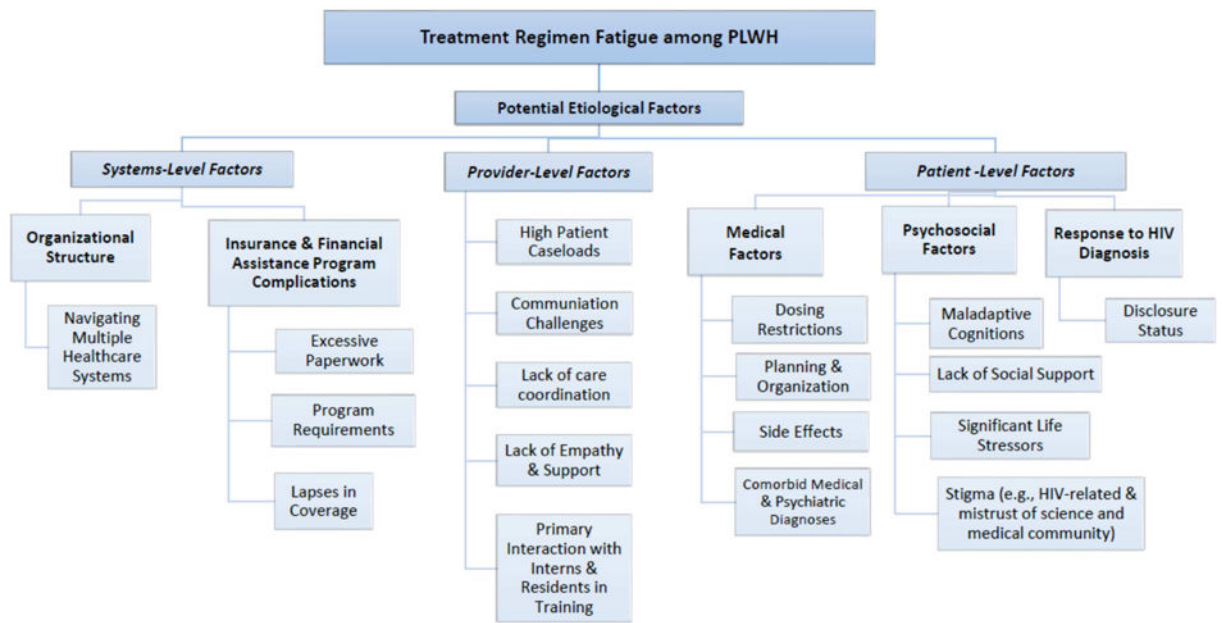 Treatment Regimen Fatigue among PLWH
Potential Etiological Factors
Systems-Level Factors
Organizational
Structure
Navigating
Multiple
Healthcare
Systems
Insurance & Financial
Assistance Program
Complications
Excessive
Paperwork
Program
Requirements
Lapses in
Coverage
Provider-Level Factors
High Patient
Caseloads
Communiation
Challenges
Lack of care
coordination
Lack of Empathy
& Support
Primary
Interaction with
Interns &
Residents in
Training
Patient -Level Factors
Medical
Factors
Dosing
Restrictions
Planning &
Organization
Side Effects
Comorbid Medical
& Psychiatric
Diagnoses
Psychosocial
Factors
Maladaptive
Cognitions
Lack of Social Support
Significant Life
Stressors
Stigma (e.g., HIV-related &
mistrust of science and
medical community)
Response to HIV
Diagnosis
Disclosure
Status